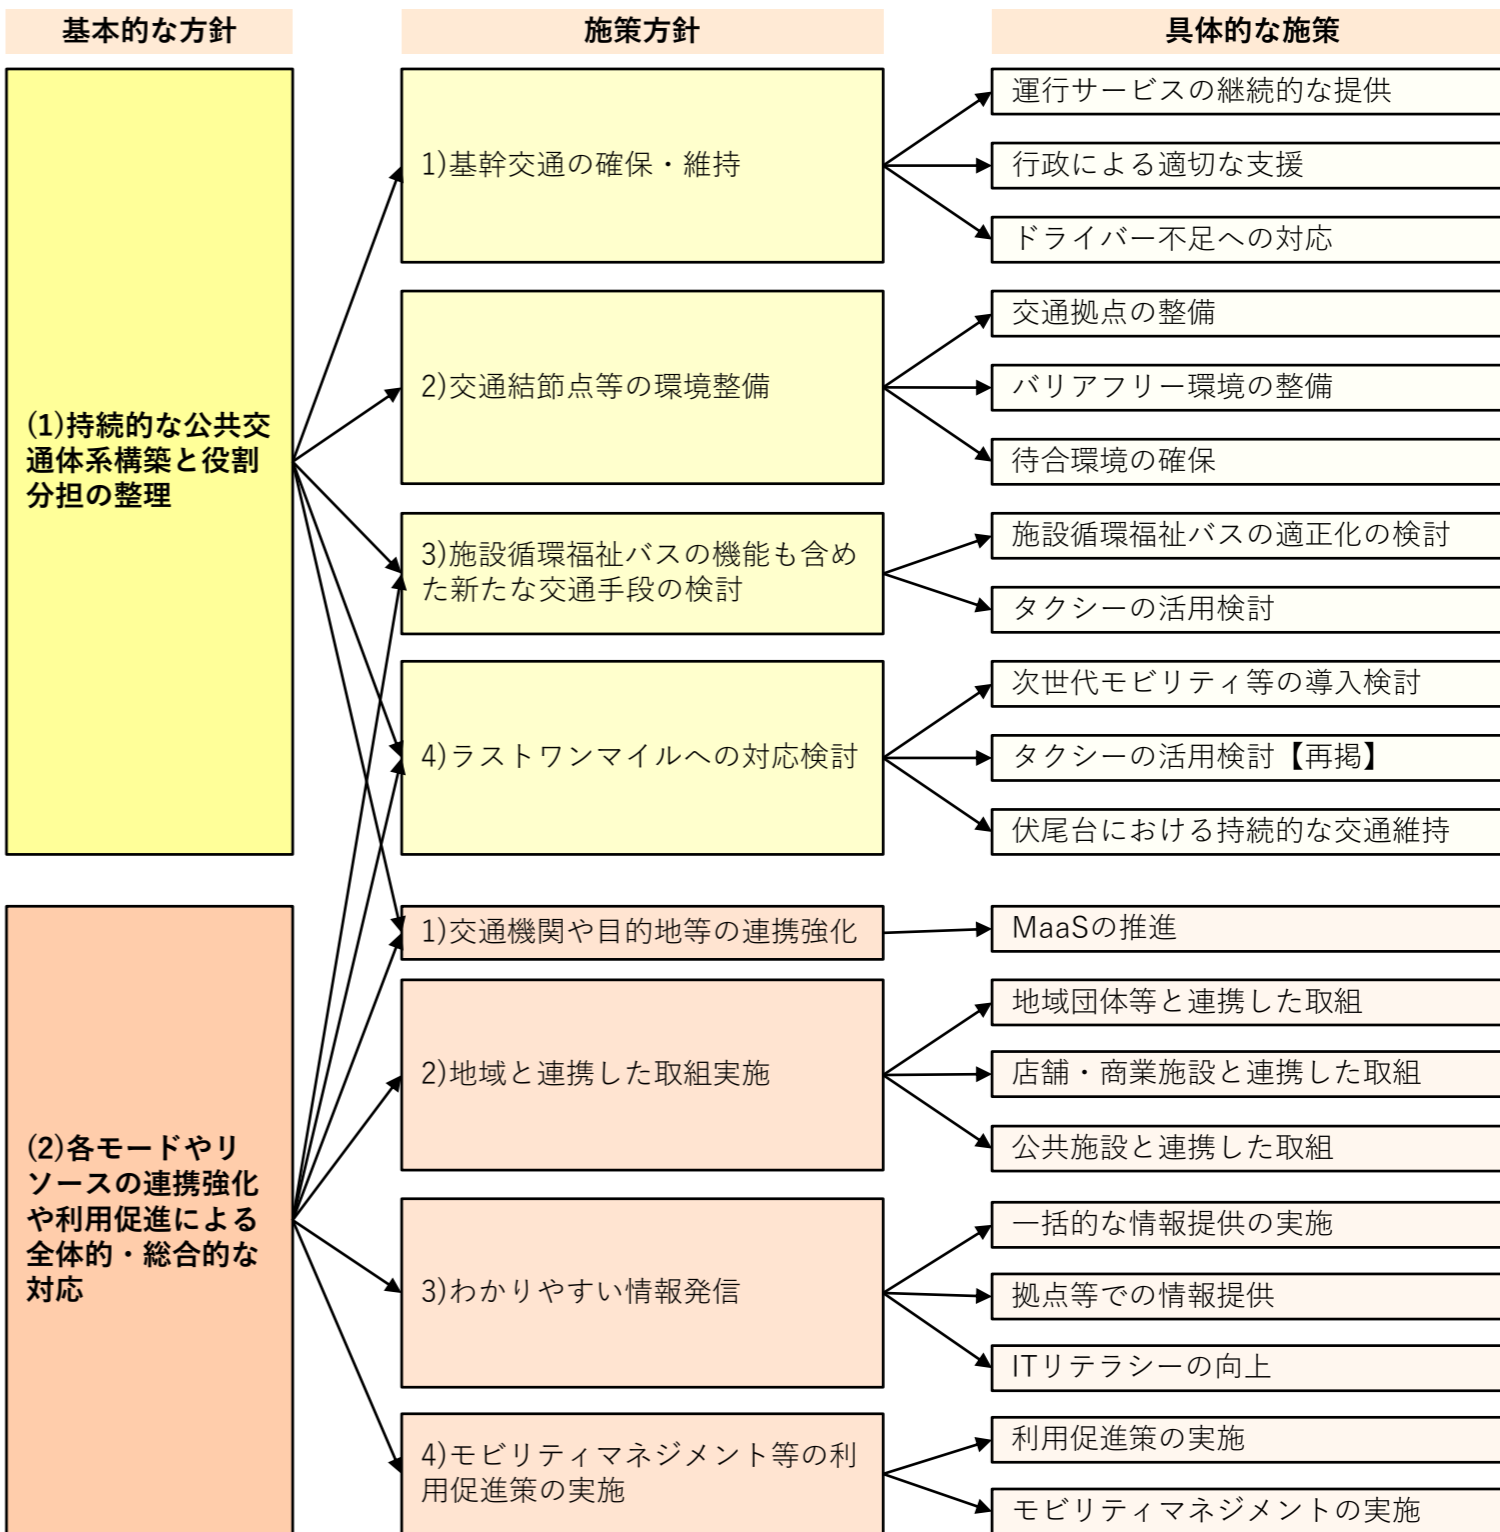 基本的な方針
施策方針
具体的な施策
(1)持続的な公共交
通体系構築と役割
分担の整理
1)基幹交通の確保・維持
運行サービスの継続的な提供
行政による適切な支援
ドライバー不足への対応
2)交通結節点等の環境整備
交通拠点の整備
バリアフリー環境の整備
待合環境の確保
3)施設循環福祉バスの機能も含め
た新たな交通手段の検討
施設循環福祉バスの適正化の検討
タクシーの活用検討
4)ラストワンマイルへの対応検討
次世代モビリティ等の導入検討
タクシーの活用検討【再掲】
伏尾台における持続的な交通維持
(2)各モードやリ
ソースの連携強化
や利用促進による
全体的・総合的な
対応
1)交通機関や目的地等の連携強化
MaaSの推進
2)地域と連携した取組実施
地域団体等と連携した取組
店舗・商業施設と連携した取組
公共施設と連携した取組
3)わかりやすい情報発信
一括的な情報提供の実施
拠点等での情報提供
ITリテラシーの向上
4)モビリティマネジメント等の利
用促進策の実施
利用促進策の実施
モビリティマネジメントの実施